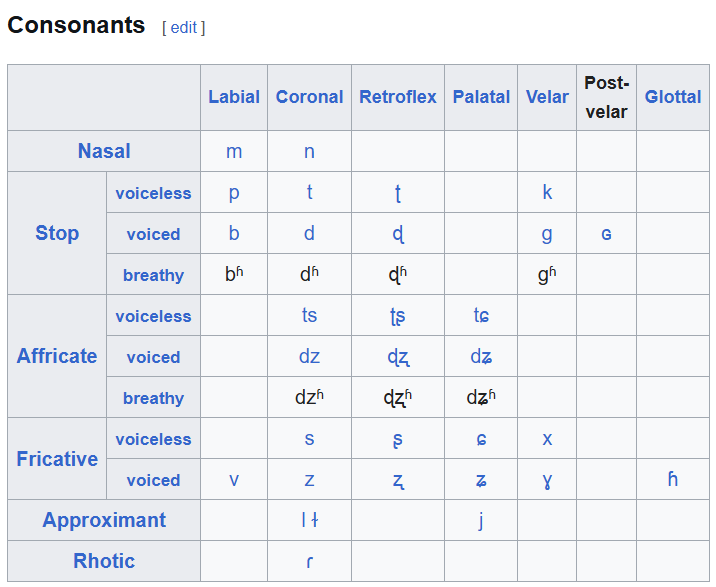 Consonants [ edit ]
Labial Coronal Retroflex Palatal Velar Post-velar Glottal
Nasal m n
Stop voiceless p t ʈ k
voiced b d ɖ g ɢ
breathy bʱ dʱ ɖʱ gʱ
Affricate voiceless ts ʈʂ tɕ
voiced dz ɖʐ dʑ
breathy dzʱ ɖʐʱ dʑʱ
Fricative voiceless s ʂ ɕ x
voiced v z ʐ ʑ ɣ ɦ
Approximant l ɫ j
Rhotic ɾ